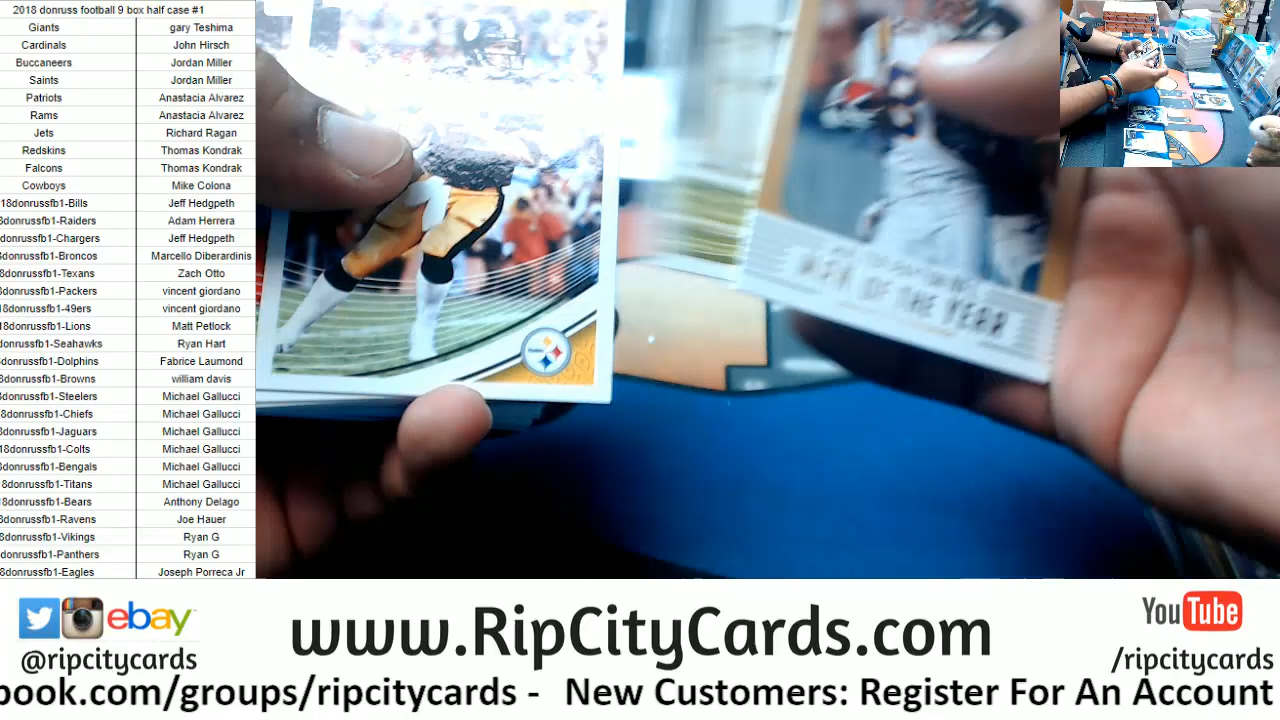 2018 donruss football 9 box half case #1
Giants gary Teshima
Cardinals John Hirsch
Buccaneers Jordan Miller
Saints Jordan Miller
Patriots Anastacia Alvarez
Rams Anastacia Alvarez
Jets Richard Ragan
Redskins Thomas Kondrak
Falcons Thomas Kondrak
Cowboys Mike Colona
18donrussfb1-Bills Jeff Hedgpeth
8donrussfb1-Raiders Adam Herrera
donrussfb1-Chargers Jeff Hedgpeth
donrussfb1-Broncos Marcello Diberardinis
8donrussfb1-Texans Zach Otto
8donrussfb1-Packers vincent giordano
18donrussfb1-49ers vincent giordano
18donrussfb1-Lions Matt Petlock
donrussfb1-Seahawks Ryan Hart
donrussfb1-Dolphins Fabrice Laumond
8donrussfb1-Browns william davis
8donrussfb1-Steelers Michael Gallucci
8donrussfb1-Chiefs Michael Gallucci
8donrussfb1-Jaguars Michael Gallucci
18donrussfb1-Colts Michael Gallucci
8donrussfb1-Bengals Michael Gallucci
18donrussfb1-Titans Michael Gallucci
18donrussfb1-Bears Anthony Delago
8donrussfb1-Ravens Joe Hauer
8donrussfb1-Vikings Ryan G
donrussfb1-Panthers Ryan G
8donrussfb1-Eagles Joseph Porreca Jr
Steelers
OF THE YEAR
ebay
@ripcitycards
www.RipCityCards.com
YouTube
/ripcitycards
book.com/groups/ripcitycards - New Customers: Register For An Account